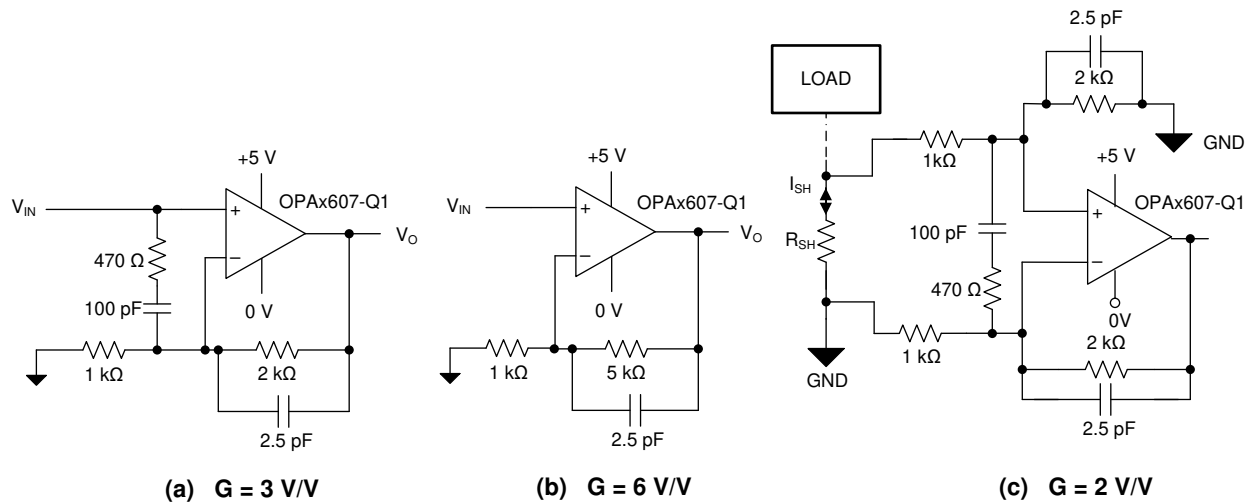 +5 V
OPAx607-Q1
V_IN
+
−
V_O
470 Ω
100 pF
0 V
1 kΩ
2 kΩ
2.5 pF
(a) G = 3 V/V
+5 V
OPAx607-Q1
V_IN
+
−
V_O
0 V
1 kΩ
5 kΩ
2.5 pF
(b) G = 6 V/V
2.5 pF
2 kΩ
LOAD
GND
1kΩ
+5 V
I_SH
OPAx607-Q1
+
R_SH
100 pF
−
470 Ω
0V
1 kΩ
2 kΩ
GND
2.5 pF
(c) G = 2 V/V